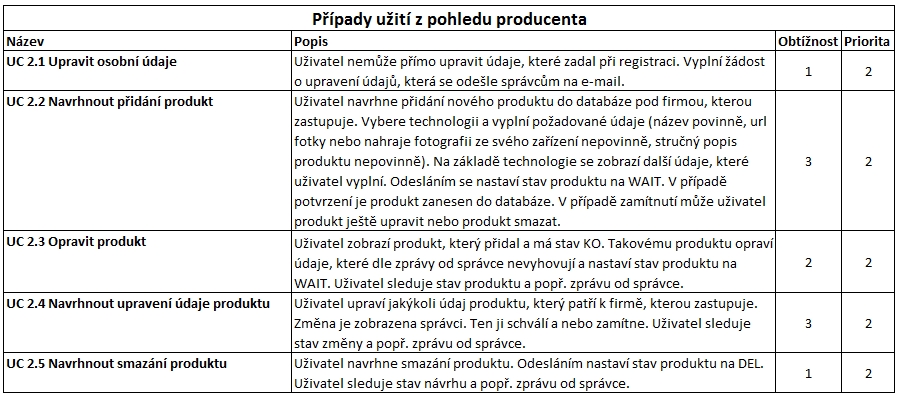 Případy užití z pohledu producenta
Název Popis Obtížnost Priorita
UC 2.1 Upravit osobní údaje
Uživatel nemůže přímo upravit údaje, které zadal při registraci. Vyplní žádost
o upravení údajů, která se odešle správcům na e-mail.
1 2
UC 2.2 Navrhnout přidání produkt
Uživatel navrhne přidání nového produktu do databáze pod firmou, kterou
zastupuje. Vybere technologii a vyplní požadované údaje (název povinně, url
fotky nebo nahraje fotografii ze svého zařízení nepovinně, stručný popis
produktu nepovinně). Na základě technologie se zobrazí další údaje, které
uživatel vyplní. Odesláním se nastaví stav produktu na WAIT. V případě
potvrzení je produkt zanesen do databáze. V případě zamítnutí může uživatel
produkt ještě upravit nebo produkt smazat.
3 2
UC 2.3 Opravit produkt
Uživatel zobrazí produkt, který přidal a má stav KO. Takovému produktu opraví
údaje, které dle zprávy od správce nevyhovují a nastaví stav produktu na
WAIT. Uživatel sleduje stav produktu a popř. zprávu od správce.
2 2
UC 2.4 Navrhnout upravení údaje produktu
Uživatel upraví jakýkoli údaj produktu, který patří k firmě, kterou zastupuje.
Změna je zobrazena správci. Ten ji schválí a nebo zamítne. Uživatel sleduje
stav změny a popř. zprávu od správce.
3 2
UC 2.5 Navrhnout smazání produktu
Uživatel navrhne smazání produktu. Odesláním nastaví stav produktu na DEL.
Uživatel sleduje stav návrhu a popř. zprávu od správce.
1 2